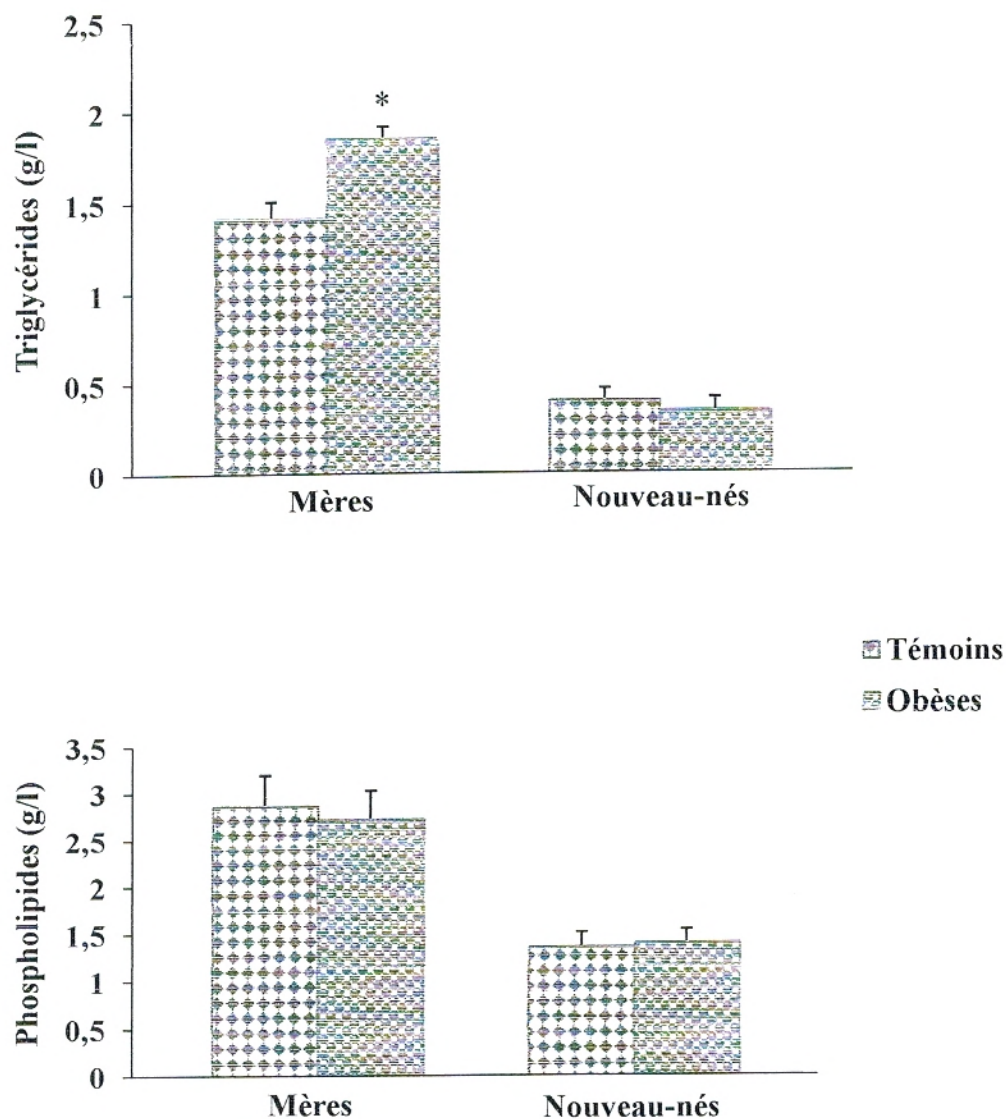 2,5
2
1,5
1
0,5
0
Triglycérides (g/l)
*
Mères Nouveau-nés
Témoins
Obèses
3,5
3
2,5
2
1,5
1
0,5
0
Phospholipides (g/l)
Mères Nouveau-nés